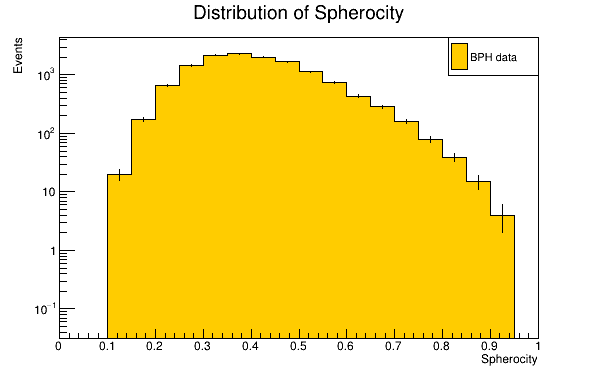 Distribution of Spherocity
Events
BPH data
10³
10²
10
1
10⁻¹
0 0.1 0.2 0.3 0.4 0.5 0.6 0.7 0.8 0.9 1
Spherocity